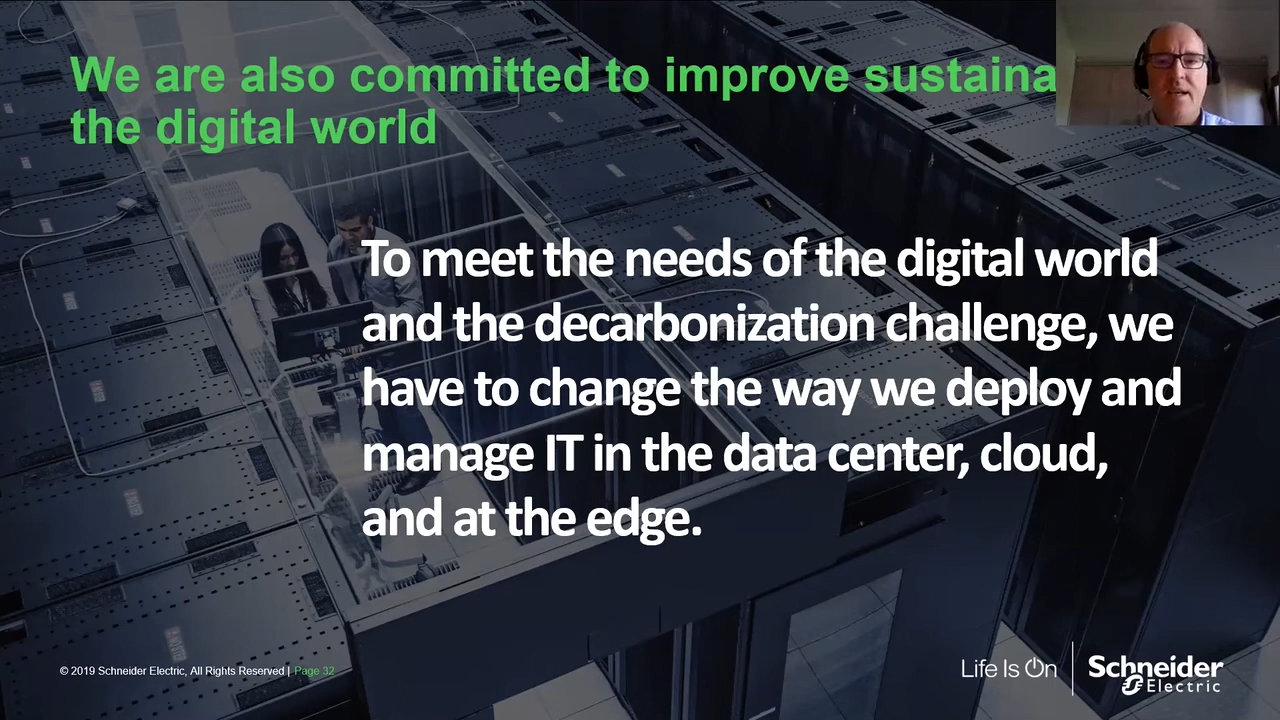 We are also committed to improve sustaina
the digital world
To meet the needs of the digital world
and the decarbonization challenge, we
have to change the way we deploy and
manage IT in the data center, cloud,
and at the edge.
© 2019 Schneider Electric, All Rights Reserved | Page 32
Life Is On
Schneider
Electric